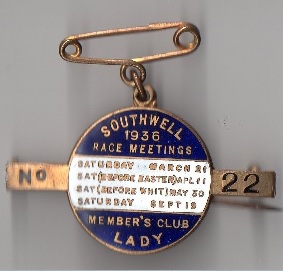 SOUTHWELL
1936
RACE MEETINGS
SATURDAY MARCH 21
SAT(BEFORE EASTER)APL 11
No 22
SAT(BEFORE WHIT)MAY 30
SATURDAY SEPT 19
MEMBER'S CLUB
LADY